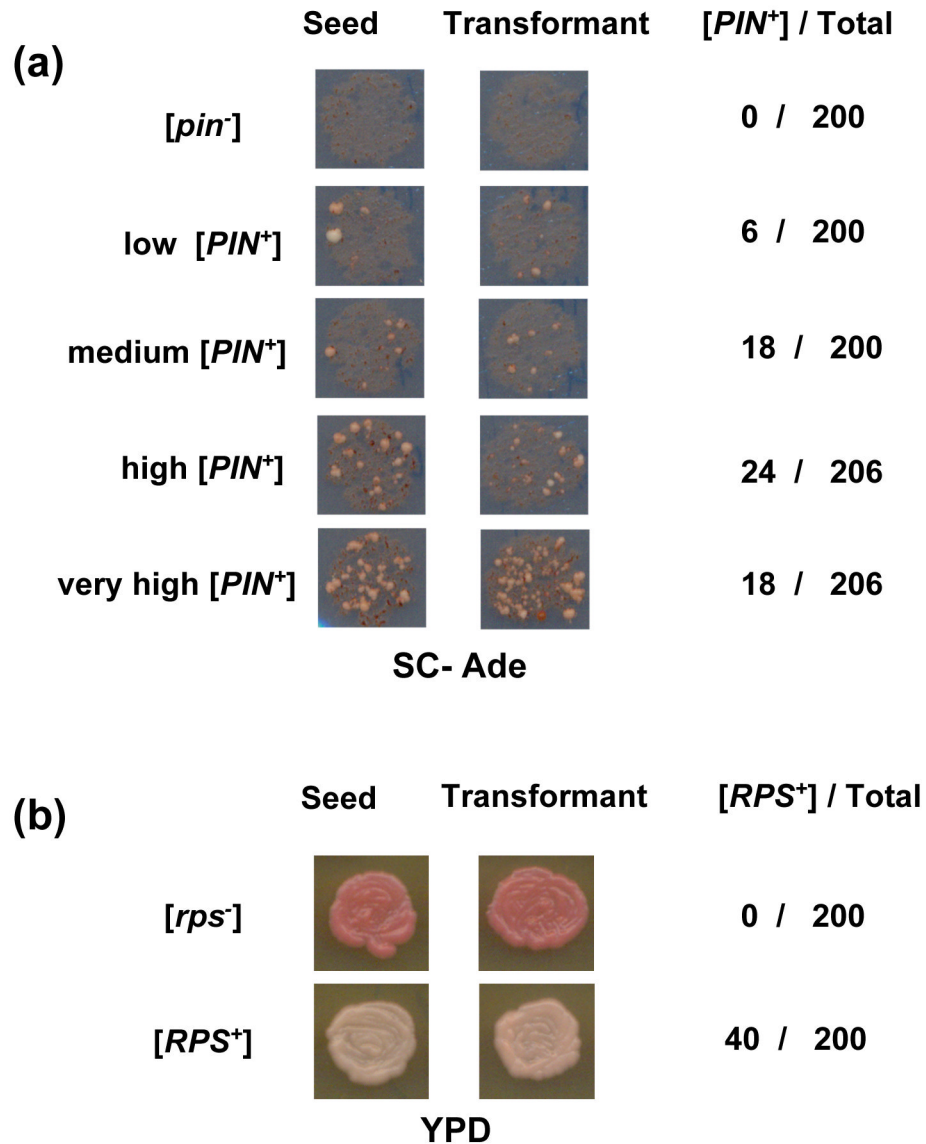 Seed Transformant [PIN+] / Total
(a)
[pin-] 0 / 200
low [PIN+] 6 / 200
medium [PIN+] 18 / 200
high [PIN+] 24 / 206
very high [PIN+] 18 / 206
SC- Ade
Seed Transformant [RPS+] / Total
(b)
[rps-] 0 / 200
[RPS+] 40 / 200
YPD